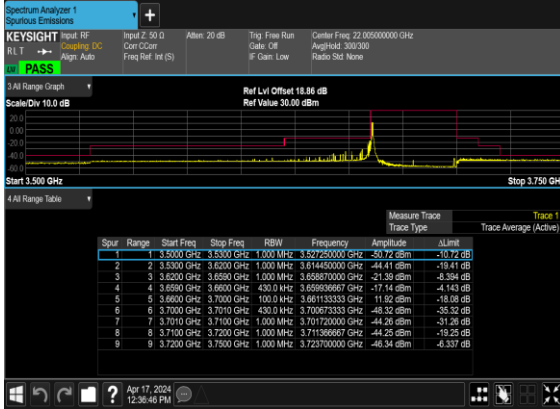 Spectrum Analyzer 1
Spurious Emissions
+
KEYSIGHT Input: RF Input Z: 50 Ω Atten: 20 dB Trig: Free Run Center Freq: 22.005000000 GHz
RLT Coupling: DC Corr CCorr Gate: Off Avg|Hold: 300/300
Align: Auto Freq Ref: Int (S) IF Gain: Low Radio Std: None
PASS
3 All Range Graph
Ref Lvl Offset 18.86 dB
Scale/Div 10.0 dB Ref Value 30.00 dBm
20.0
0.00
-20.0
-40.0
-60.0
Start 3.500 GHz Stop 3.750 GH
4 All Range Table
Measure Trace Trace 1
Trace Type Trace Average (Active)
Spur Range Start Freq Stop Freq RBW Frequency Amplitude ΔLimit
1 1 3.5000 GHz 3.5300 GHz 1.000 MHz 3.527250000 GHz -50.72 dBm -10.72 dB
2 2 3.5300 GHz 3.6200 GHz 1.000 MHz 3.614450000 GHz -44.41 dBm -19.41 dB
3 3 3.6200 GHz 3.6590 GHz 1.000 MHz 3.658870000 GHz -21.39 dBm -8.394 dB
4 4 3.6590 GHz 3.6600 GHz 430.0 kHz 3.659936667 GHz -17.14 dBm -4.143 dB
5 5 3.6600 GHz 3.7000 GHz 100.0 kHz 3.661133333 GHz 11.92 dBm -18.08 dB
6 6 3.7000 GHz 3.7010 GHz 430.0 kHz 3.700673333 GHz -48.32 dBm -35.32 dB
7 7 3.7010 GHz 3.7100 GHz 1.000 MHz 3.701720000 GHz -44.26 dBm -31.26 dB
8 8 3.7100 GHz 3.7200 GHz 1.000 MHz 3.711366667 GHz -44.25 dBm -19.25 dB
9 9 3.7200 GHz 3.7500 GHz 1.000 MHz 3.723700000 GHz -46.34 dBm -6.337 dB
? Apr 17, 2024
12:36:46 PM